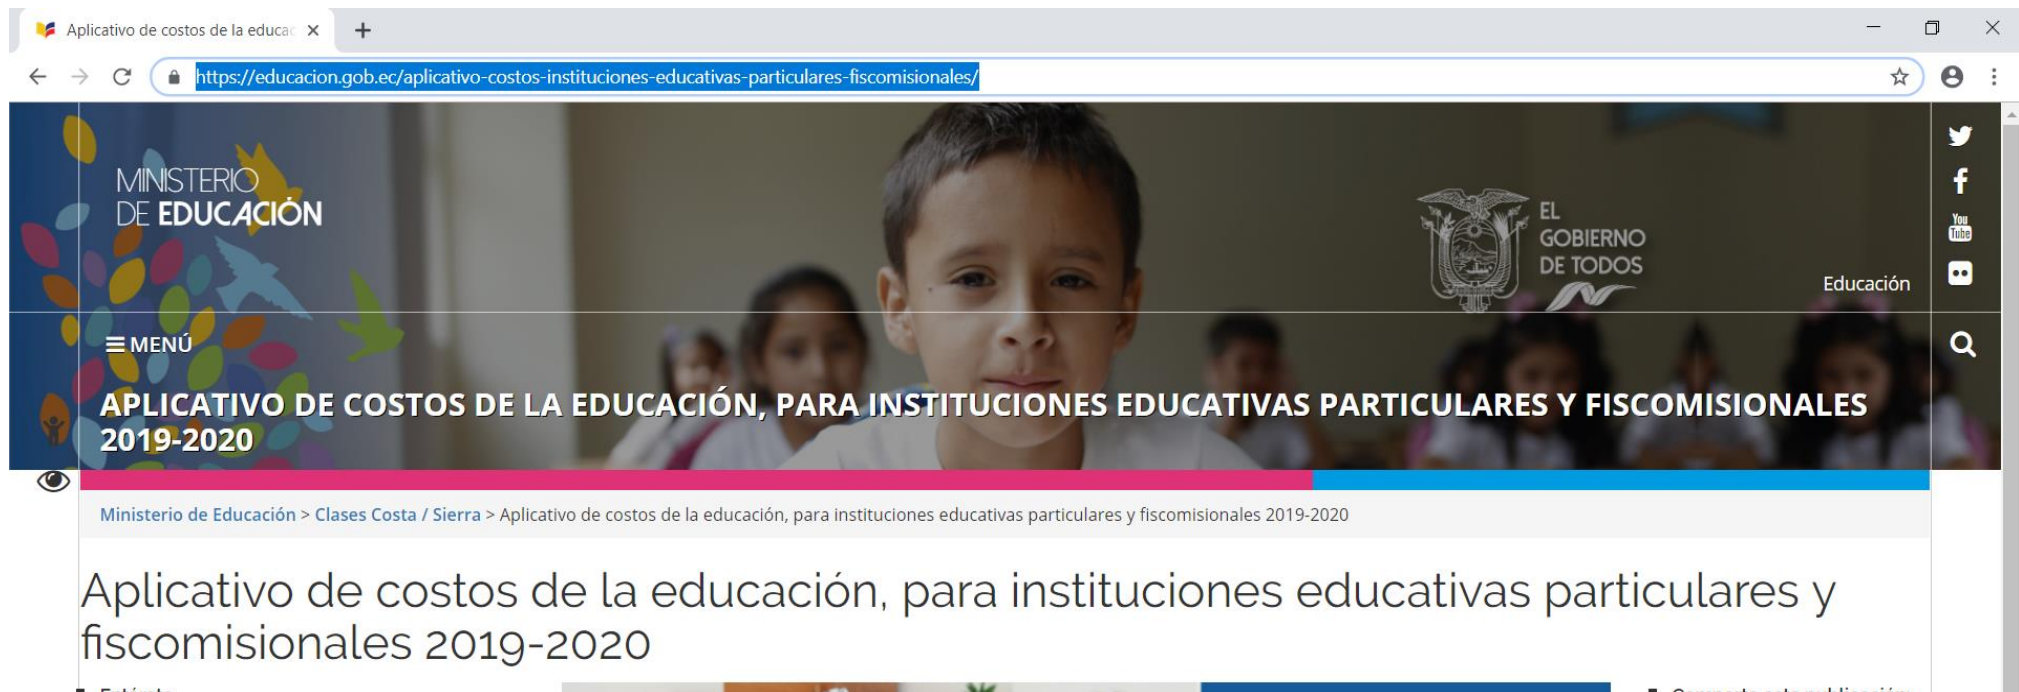 Aplicativo de costos de la educac
https://educacion.gob.ec/aplicativo-costos-instituciones-educativas-particulares-fiscomisionales/
MINISTERIO
DE EDUCACIÓN
EL
GOBIERNO
DE TODOS
Educación
You
Tube
MENÚ
APLICATIVO DE COSTOS DE LA EDUCACIÓN, PARA INSTITUCIONES EDUCATIVAS PARTICULARES Y FISCOMISIONALES
2019-2020
Ministerio de Educación > Clases Costa / Sierra > Aplicativo de costos de la educación, para instituciones educativas particulares y fiscomisionales 2019-2020
Aplicativo de costos de la educación, para instituciones educativas particulares y
fiscomisionales 2019-2020